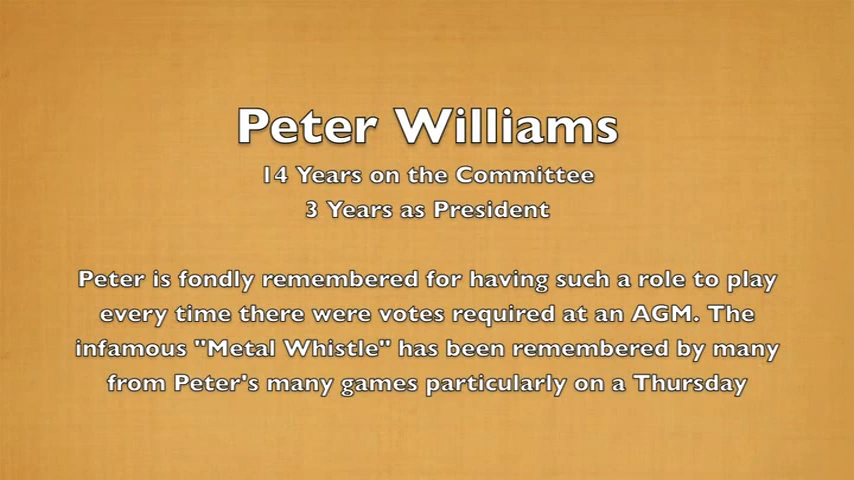 Peter Williams
14 Years on the Committee
3 Years as President
Peter is fondly remembered for having such a role to play
every time there were votes required at an AGM. The
infamous "Metal Whistle" has been remembered by many
from Peter's many games particularly on a Thursday